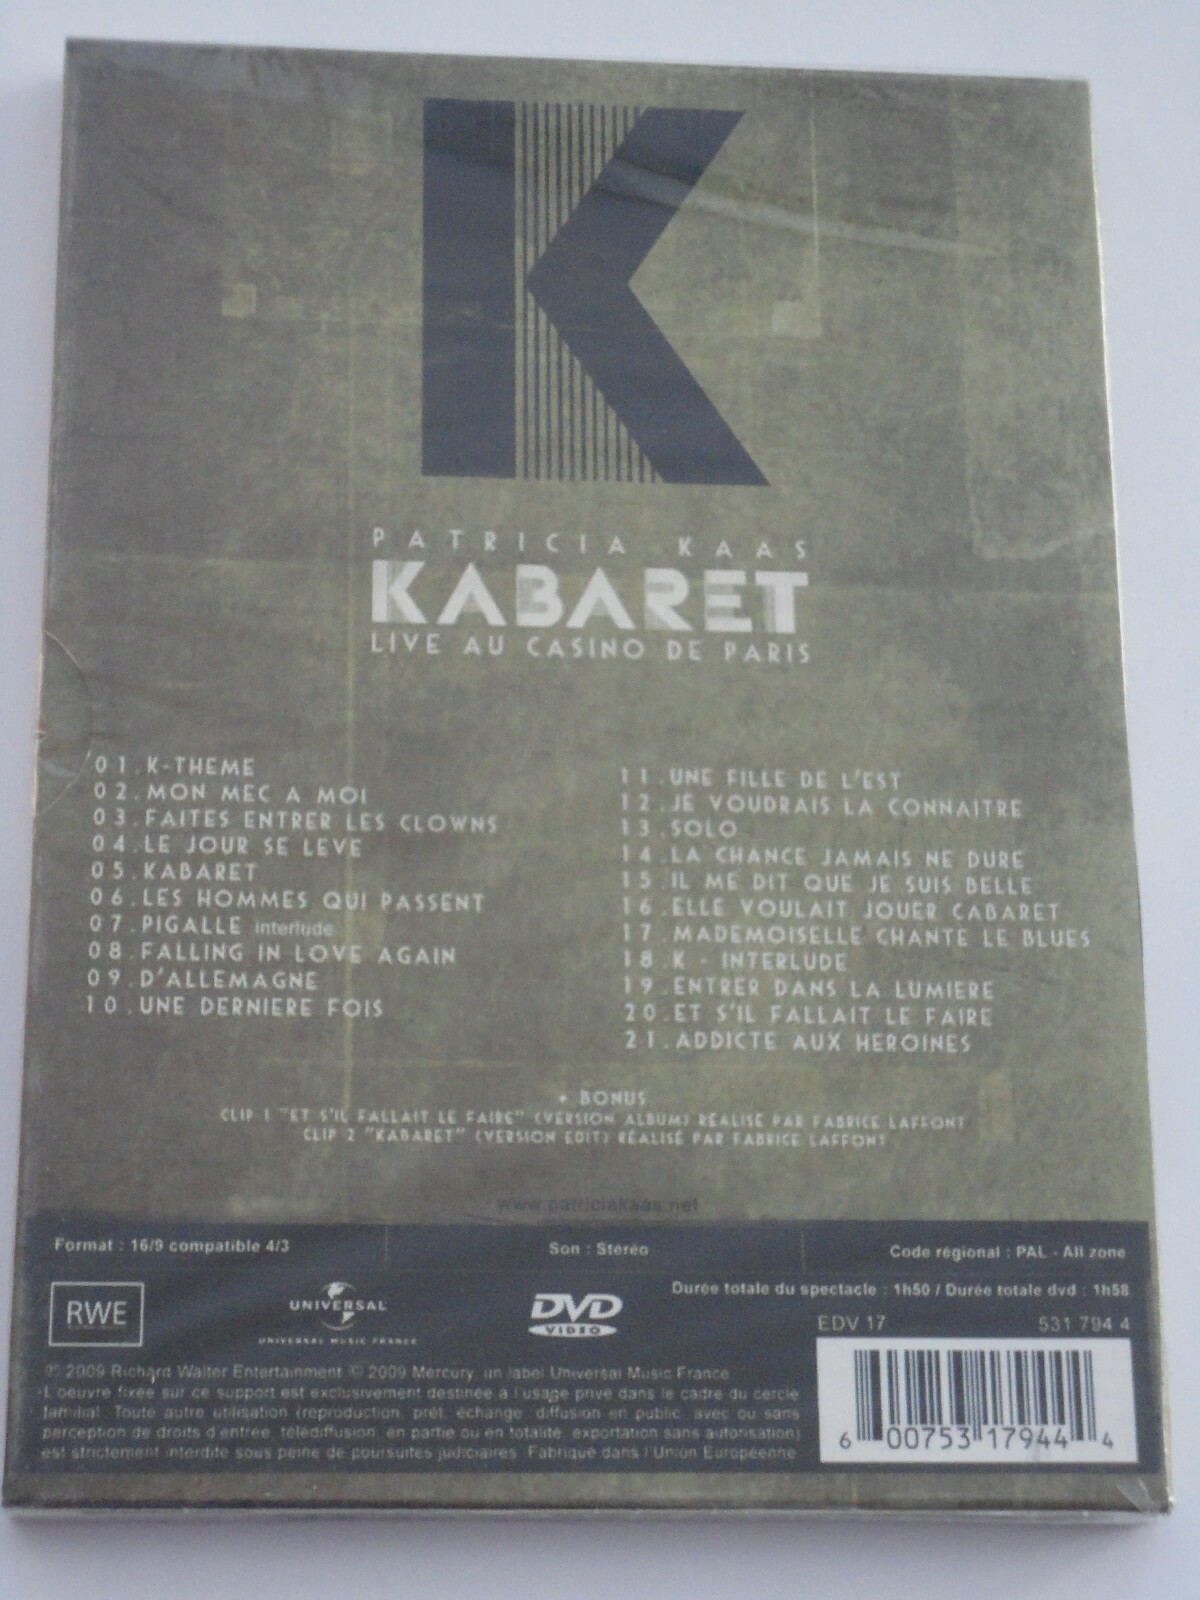 K
PATRICIA KAAS
KABARET
LIVE AU CASINO DE PARIS
01.K-THEME
02.MON MEC A MOI
03.FAITES ENTRER LES CLOWNS
04.LE JOUR SE LEVE
05.KABARET
06.LES HOMMES QUI PASSENT
07.PIGALLE interlude
08.FALLING IN LOVE AGAIN
09.D'ALLEMAGNE
10.UNE DERNIERE FOIS
11.UNE FILLE DE L'EST
12.JE VOUDRAIS LA CONNAITRE
13.SOLO
14.LA CHANCE JAMAIS NE DURE
15.IL ME DIT QUE JE SUIS BELLE
16.ELLE VOULAIT JOUER CABARET
17.MADEMOISELLE CHANTE LE BLUES
18.K - INTERLUDE
19.ENTRER DANS LA LUMIERE
20.ET S'IL FALLAIT LE FAIRE
21.ADDICTE AUX HEROINES
+ BONUS
CLIP 1 "ET S'IL FALLAIT LE FAIRE" (VERSION ALBUM) RÉALISÉ PAR FABRICE LAFFONT
CLIP 2 "KABARET" (VERSION EDIT) RÉALISÉ PAR FABRICE LAFFONT
www.patriciakaas.net
Format : 16/9 compatible 4/3
Son : Stéréo
Code régional : PAL - All zone
Durée totale du spectacle : 1h50 / Durée totale dvd : 1h58
RWE
UNIVERSAL
UNIVERSAL MUSIC FRANCE
DVD
VIDEO
EDV 17
531 794 4
℗ 2009 Richard Walter Entertainment © 2009 Mercury, un label Universal Music France
L'oeuvre fixée sur ce support est exclusivement destinée à l'usage privé dans le cadre du cercle
familial. Toute autre utilisation (reproduction, prêt, échange, diffusion en public, avec ou sans
perception de droits d'entrée, télédiffusion, en partie ou en totalité, exportation sans autorisation)
est strictement interdite sous peine de poursuites judiciaires. Fabriqué dans l'Union Européenne
6 00753 17944 4